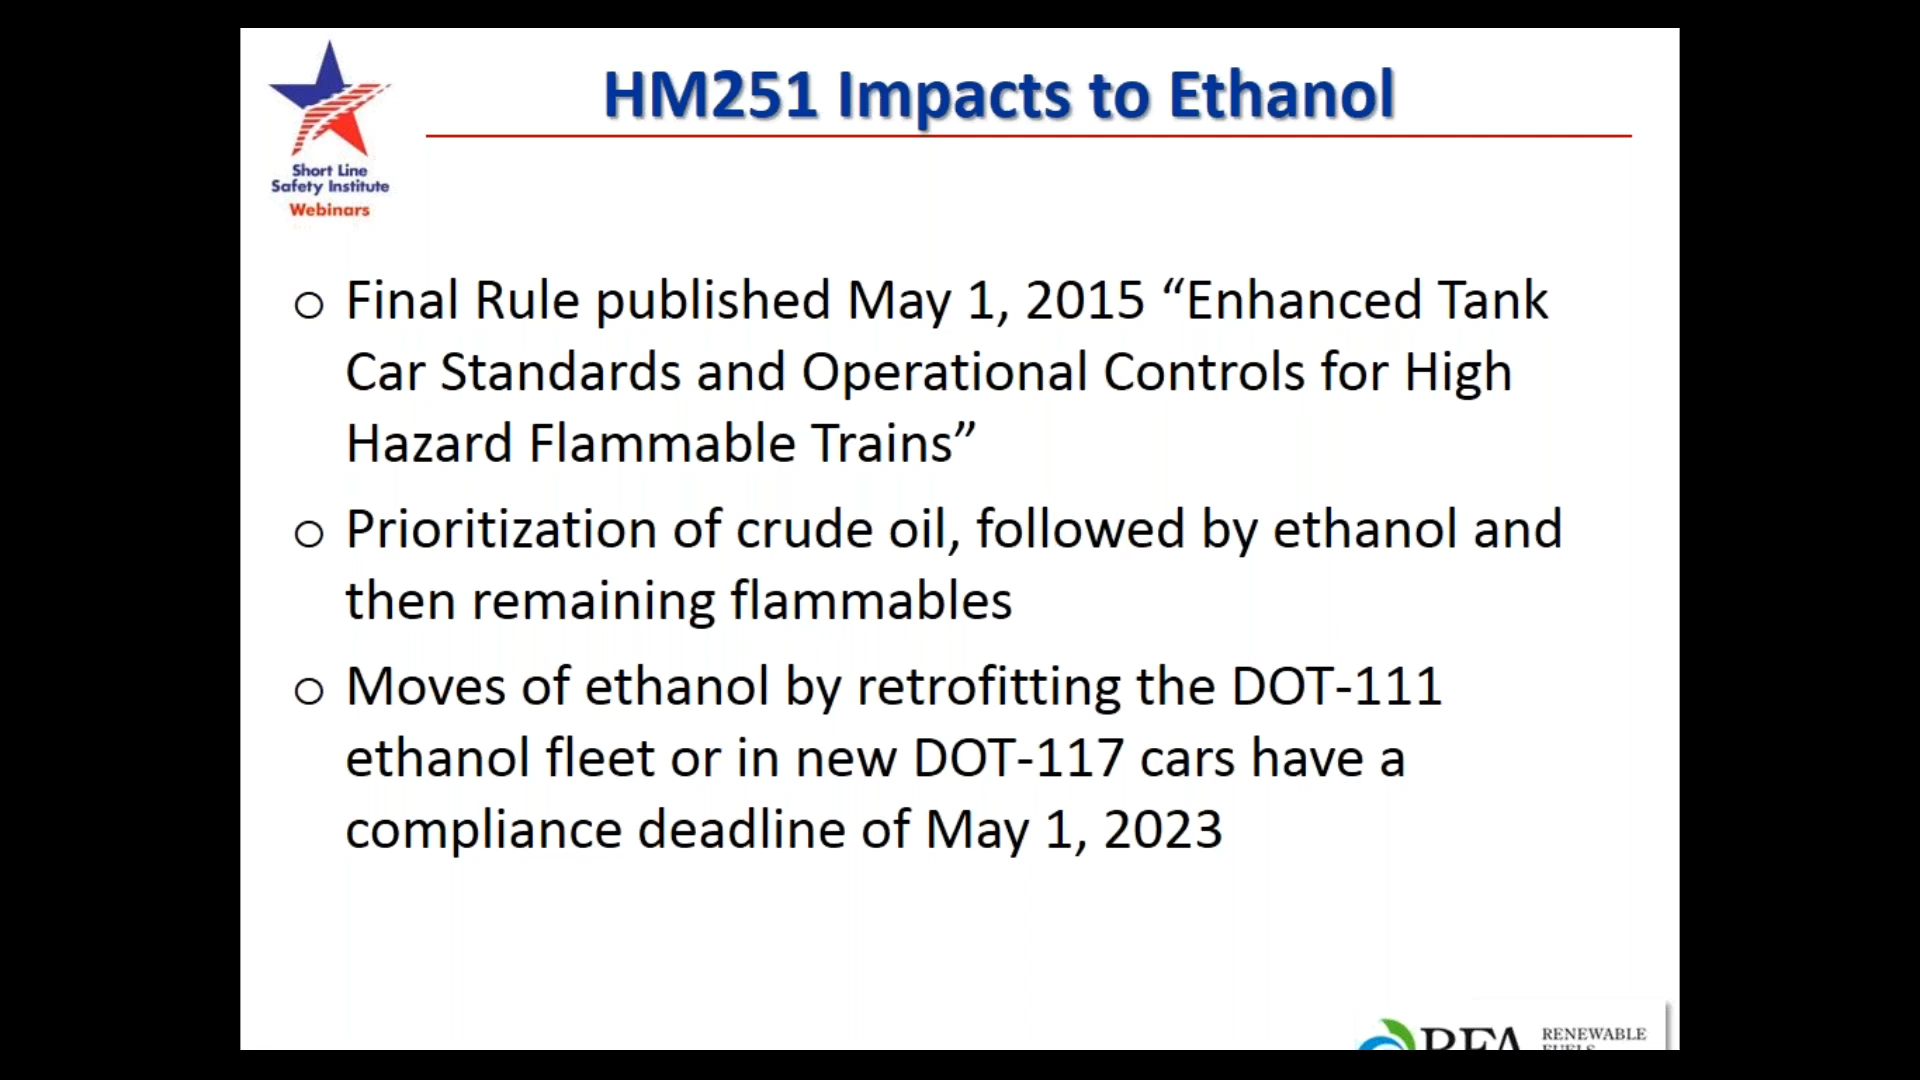 HM251 Impacts to Ethanol
Short Line
Safety Institute
Webinars
o Final Rule published May 1, 2015 “Enhanced Tank
Car Standards and Operational Controls for High
Hazard Flammable Trains”
o Prioritization of crude oil, followed by ethanol and
then remaining flammables
o Moves of ethanol by retrofitting the DOT-111
ethanol fleet or in new DOT-117 cars have a
compliance deadline of May 1, 2023
RFA RENEWABLE
FUELS